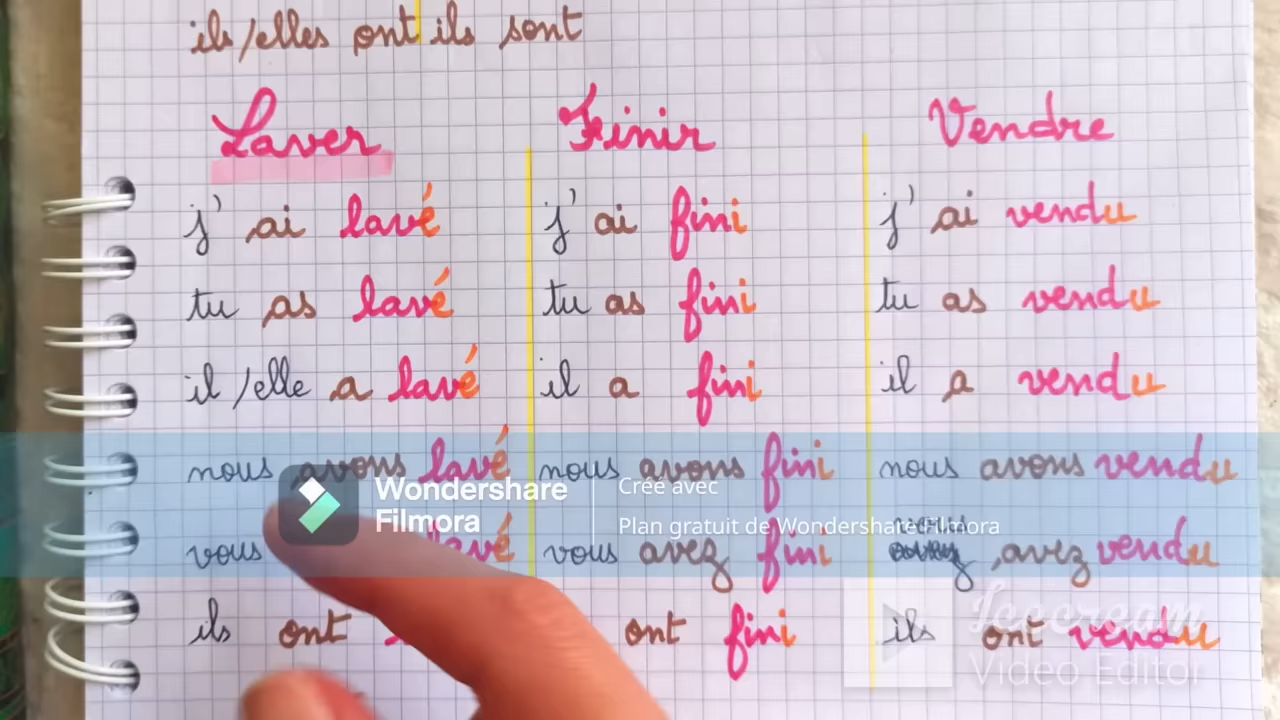 ils/elles ont ils sont
Laver Finir Vendre
j'ai lavé j'ai fini j'ai vendu
tu as lavé tu as fini tu as vendu
il/elle a lavé il a fini il a vendu
nous avons lavé nous avons fini nous avons vendu
Wondershare Filmora
Créé avec
Plan gratuit de Wondershare Filmora
vous lavé vous avez fini vous avez vendu
ils ont ont fini ils ont vendu
Icecream
Video Editor